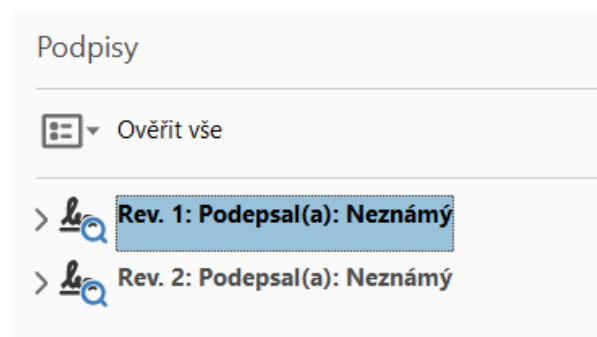 Podpisy
Ověřit vše
Rev. 1: Podepsal(a): Neznámý
Rev. 2: Podepsal(a): Neznámý